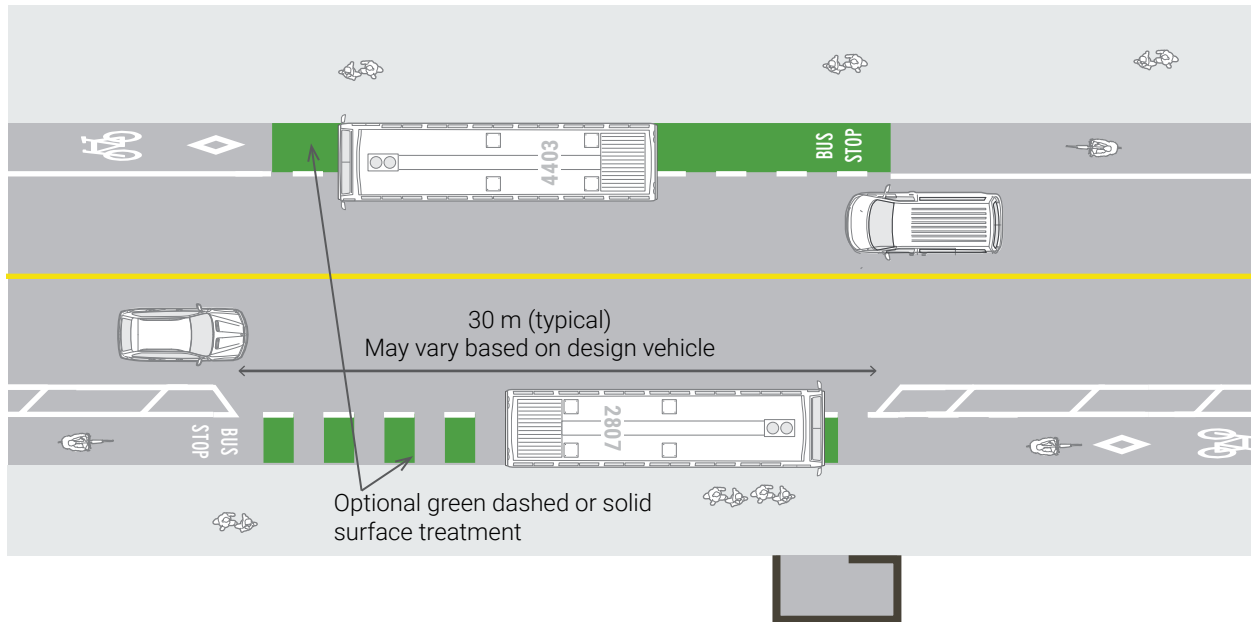 BUS
STOP
4403
30 m (typical)
May vary based on design vehicle
2807
BUS
STOP
Optional green dashed or solid
surface treatment